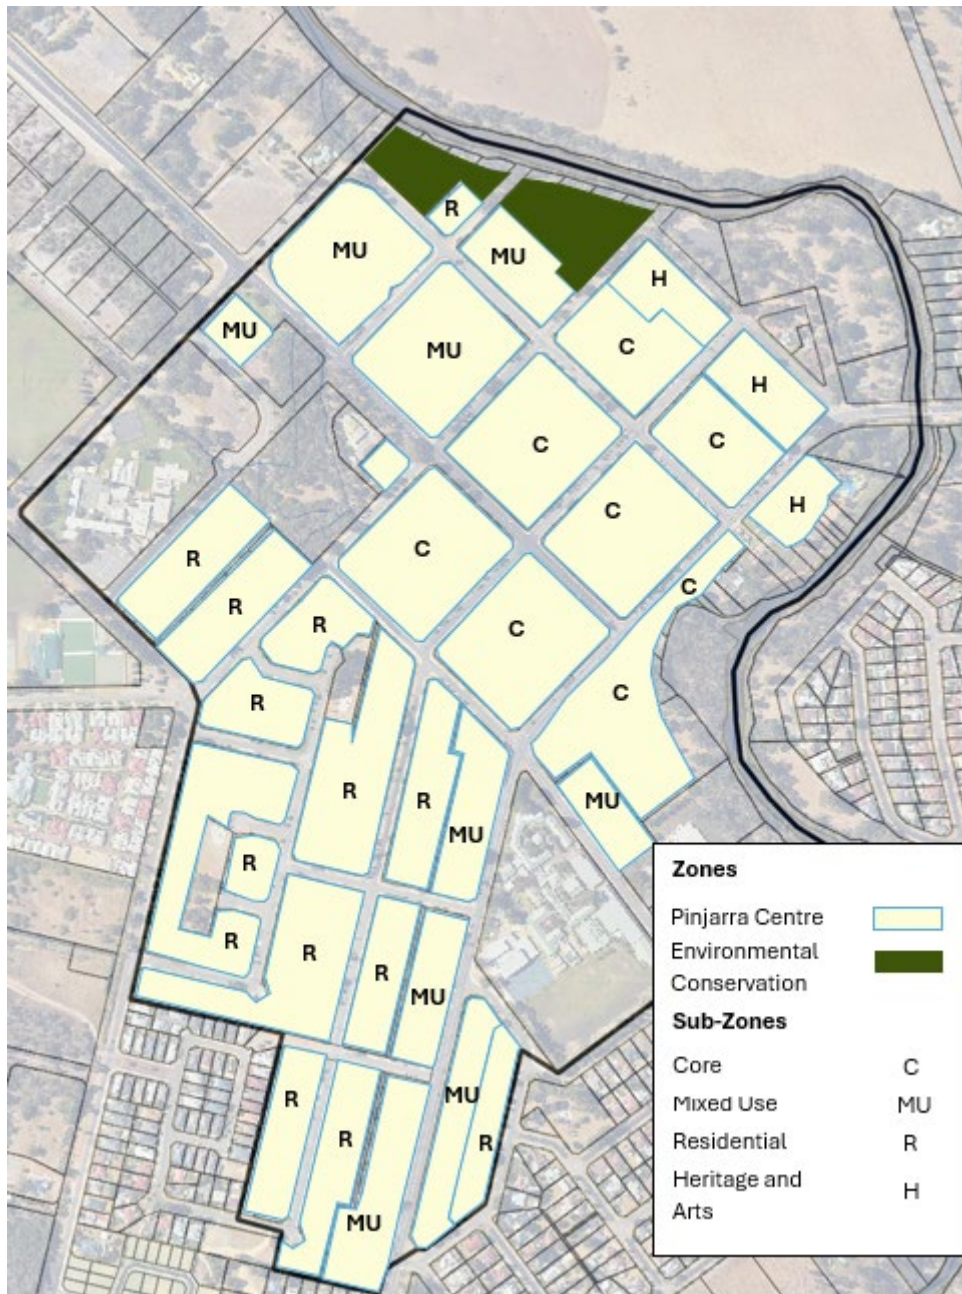 R
MU
MU
H
MU
C
MU
H
C
C
C
H
C
R
C
R
R
C
C
R
C
R
R
MU
MU
R
R
R
R
MU
R
MU
R
R
MU
Zones
Pinjarra Centre
Environmental
Conservation
Sub-Zones
Core C
Mixed Use MU
Residential R
Heritage and
Arts H